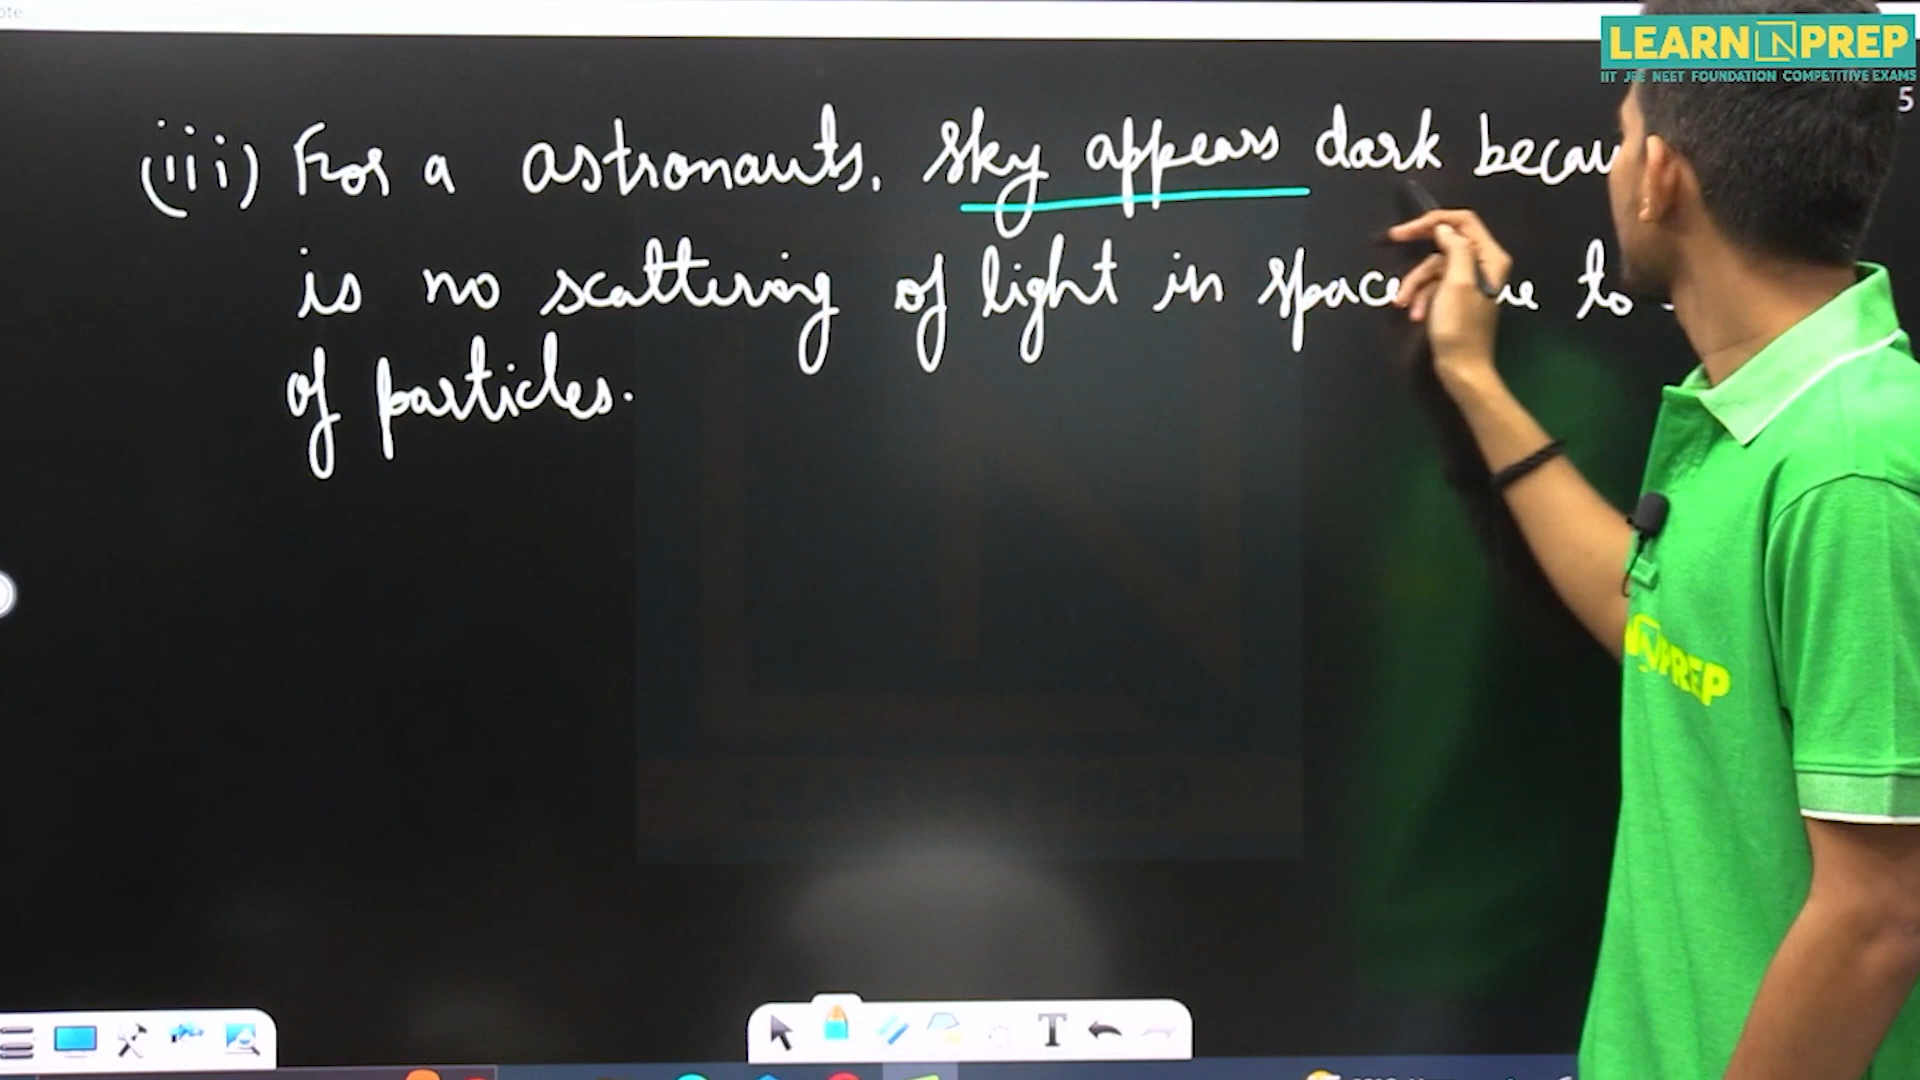 LEARN N PREP
IIT JEE NEET FOUNDATION COMPETITIVE EXAMS
5
(iii) For a astronauts, sky appears dark becau
is no scattering of light in space to
of particles.
N PREP
LEARN N PREP
T